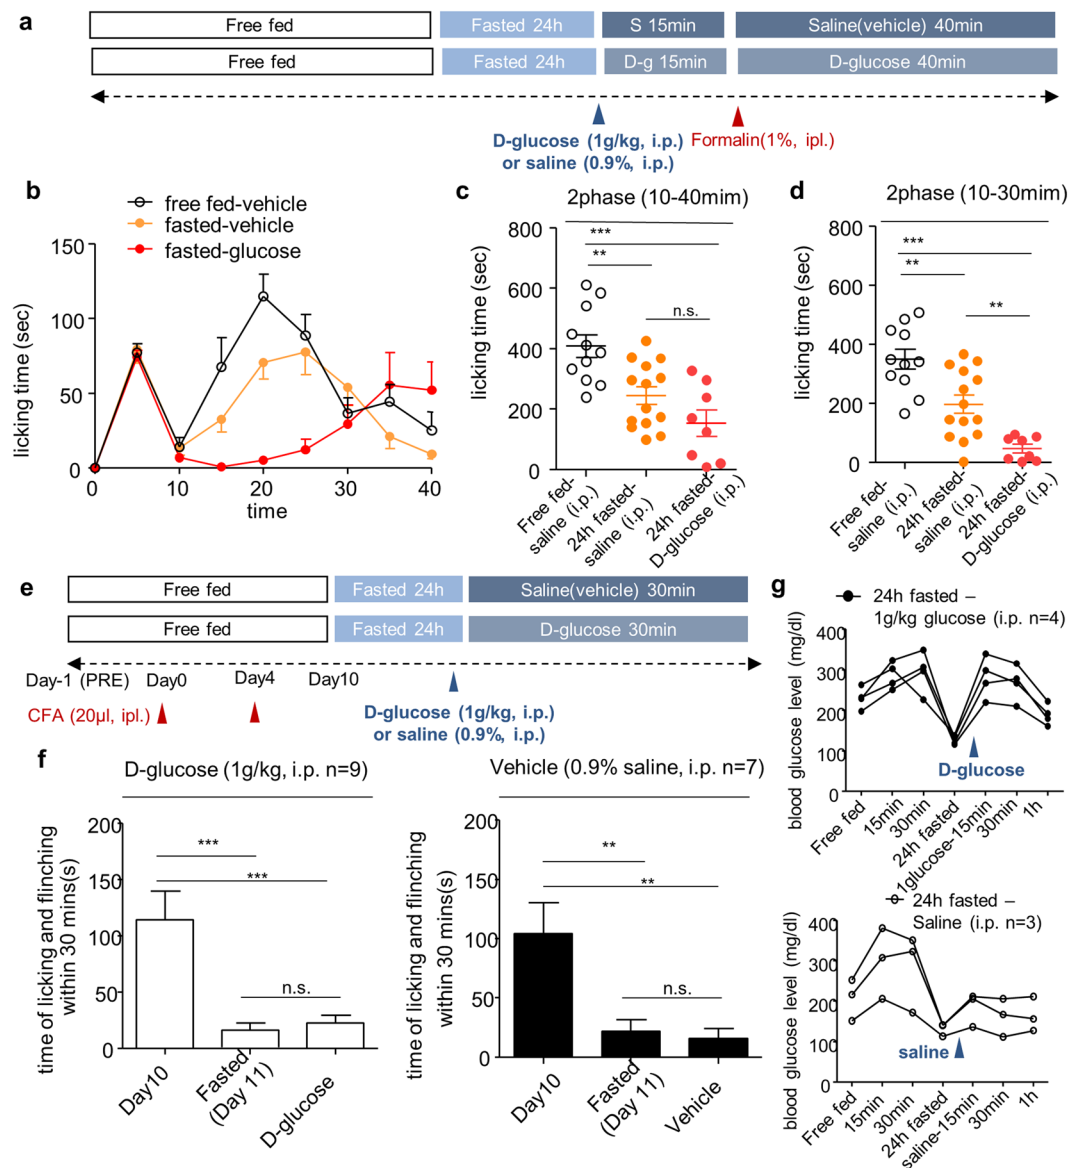 a
Free fed
Fasted 24h
S 15min
Saline(vehicle) 40min
Free fed
Fasted 24h
D-g 15min
D-glucose 40min
D-glucose (1g/kg, i.p.)
or saline (0.9%, i.p.)
Formalin(1%, ipl.)
b
free fed-vehicle
fasted-vehicle
fasted-glucose
licking time (sec)
150
100
50
0
0
10
20
30
40
time
c
2phase (10-40mim)
licking time (sec)
800
600
400
200
0
***
**
n.s.
Free fed-
saline (i.p.)
24h fasted-
saline (i.p.)
24h fasted-
D-glucose (i.p.)
d
2phase (10-30mim)
licking time (sec)
800
600
400
200
0
***
**
**
Free fed-
saline (i.p.)
24h fasted-
saline (i.p.)
24h fasted-
D-glucose (i.p.)
e
Free fed
Fasted 24h
Saline(vehicle) 30min
Free fed
Fasted 24h
D-glucose 30min
Day-1 (PRE)
Day0
Day4
Day10
CFA (20µl, ipl.)
D-glucose (1g/kg, i.p.)
or saline (0.9%, i.p.)
f
D-glucose (1g/kg, i.p. n=9)
time of licking and flinching
within 30 mins(s)
200
150
100
50
0
***
***
n.s.
Day10
Fasted
(Day 11)
D-glucose
Vehicle (0.9% saline, i.p. n=7)
time of licking and flinching
within 30 mins(s)
200
150
100
50
0
**
**
n.s.
Day10
Fasted
(Day 11)
Vehicle
g
24h fasted –
1g/kg glucose (i.p. n=4)
blood glucose level (mg/dl)
400
300
200
100
0
D-glucose
Free fed
15min
30min
24h fasted
1glucose-15min
30min
1h
24h fasted –
Saline (i.p. n=3)
blood glucose level (mg/dl)
400
300
200
100
0
saline
Free fed
15min
30min
24h fasted
saline-15min
30min
1h